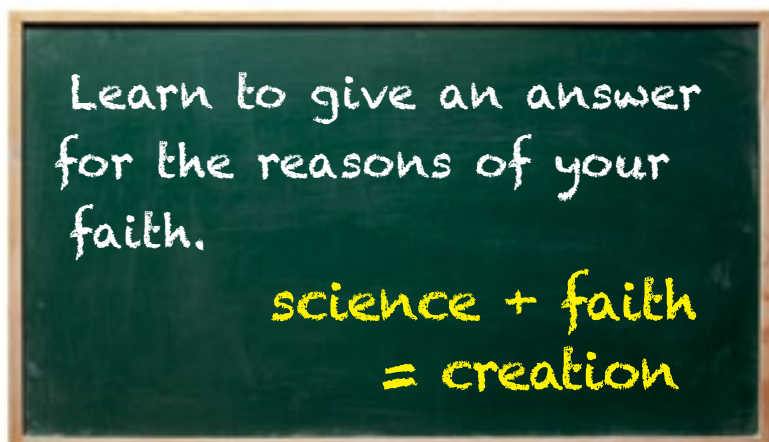 Learn to give an answer
for the reasons of your
faith.
science + faith
= creation